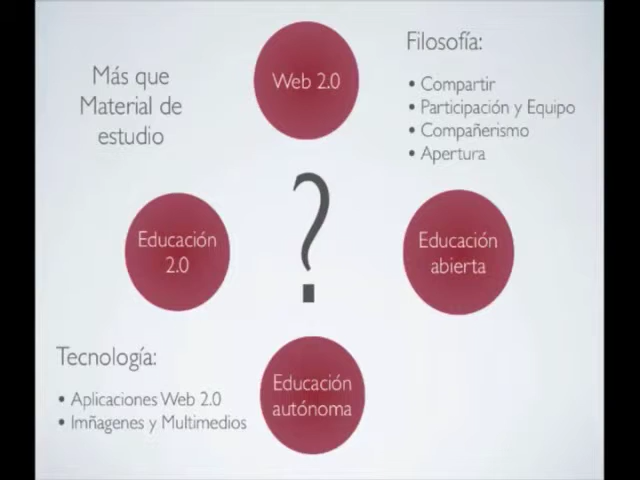 Más que
Material de
estudio
Web 2.0
Filosofía:
• Compartir
• Participación y Equipo
• Compañerismo
• Apertura
?
Educación
2.0
Educación
abierta
Tecnología:
• Aplicaciones Web 2.0
• Imñagenes y Multimedios
Educación
autónoma